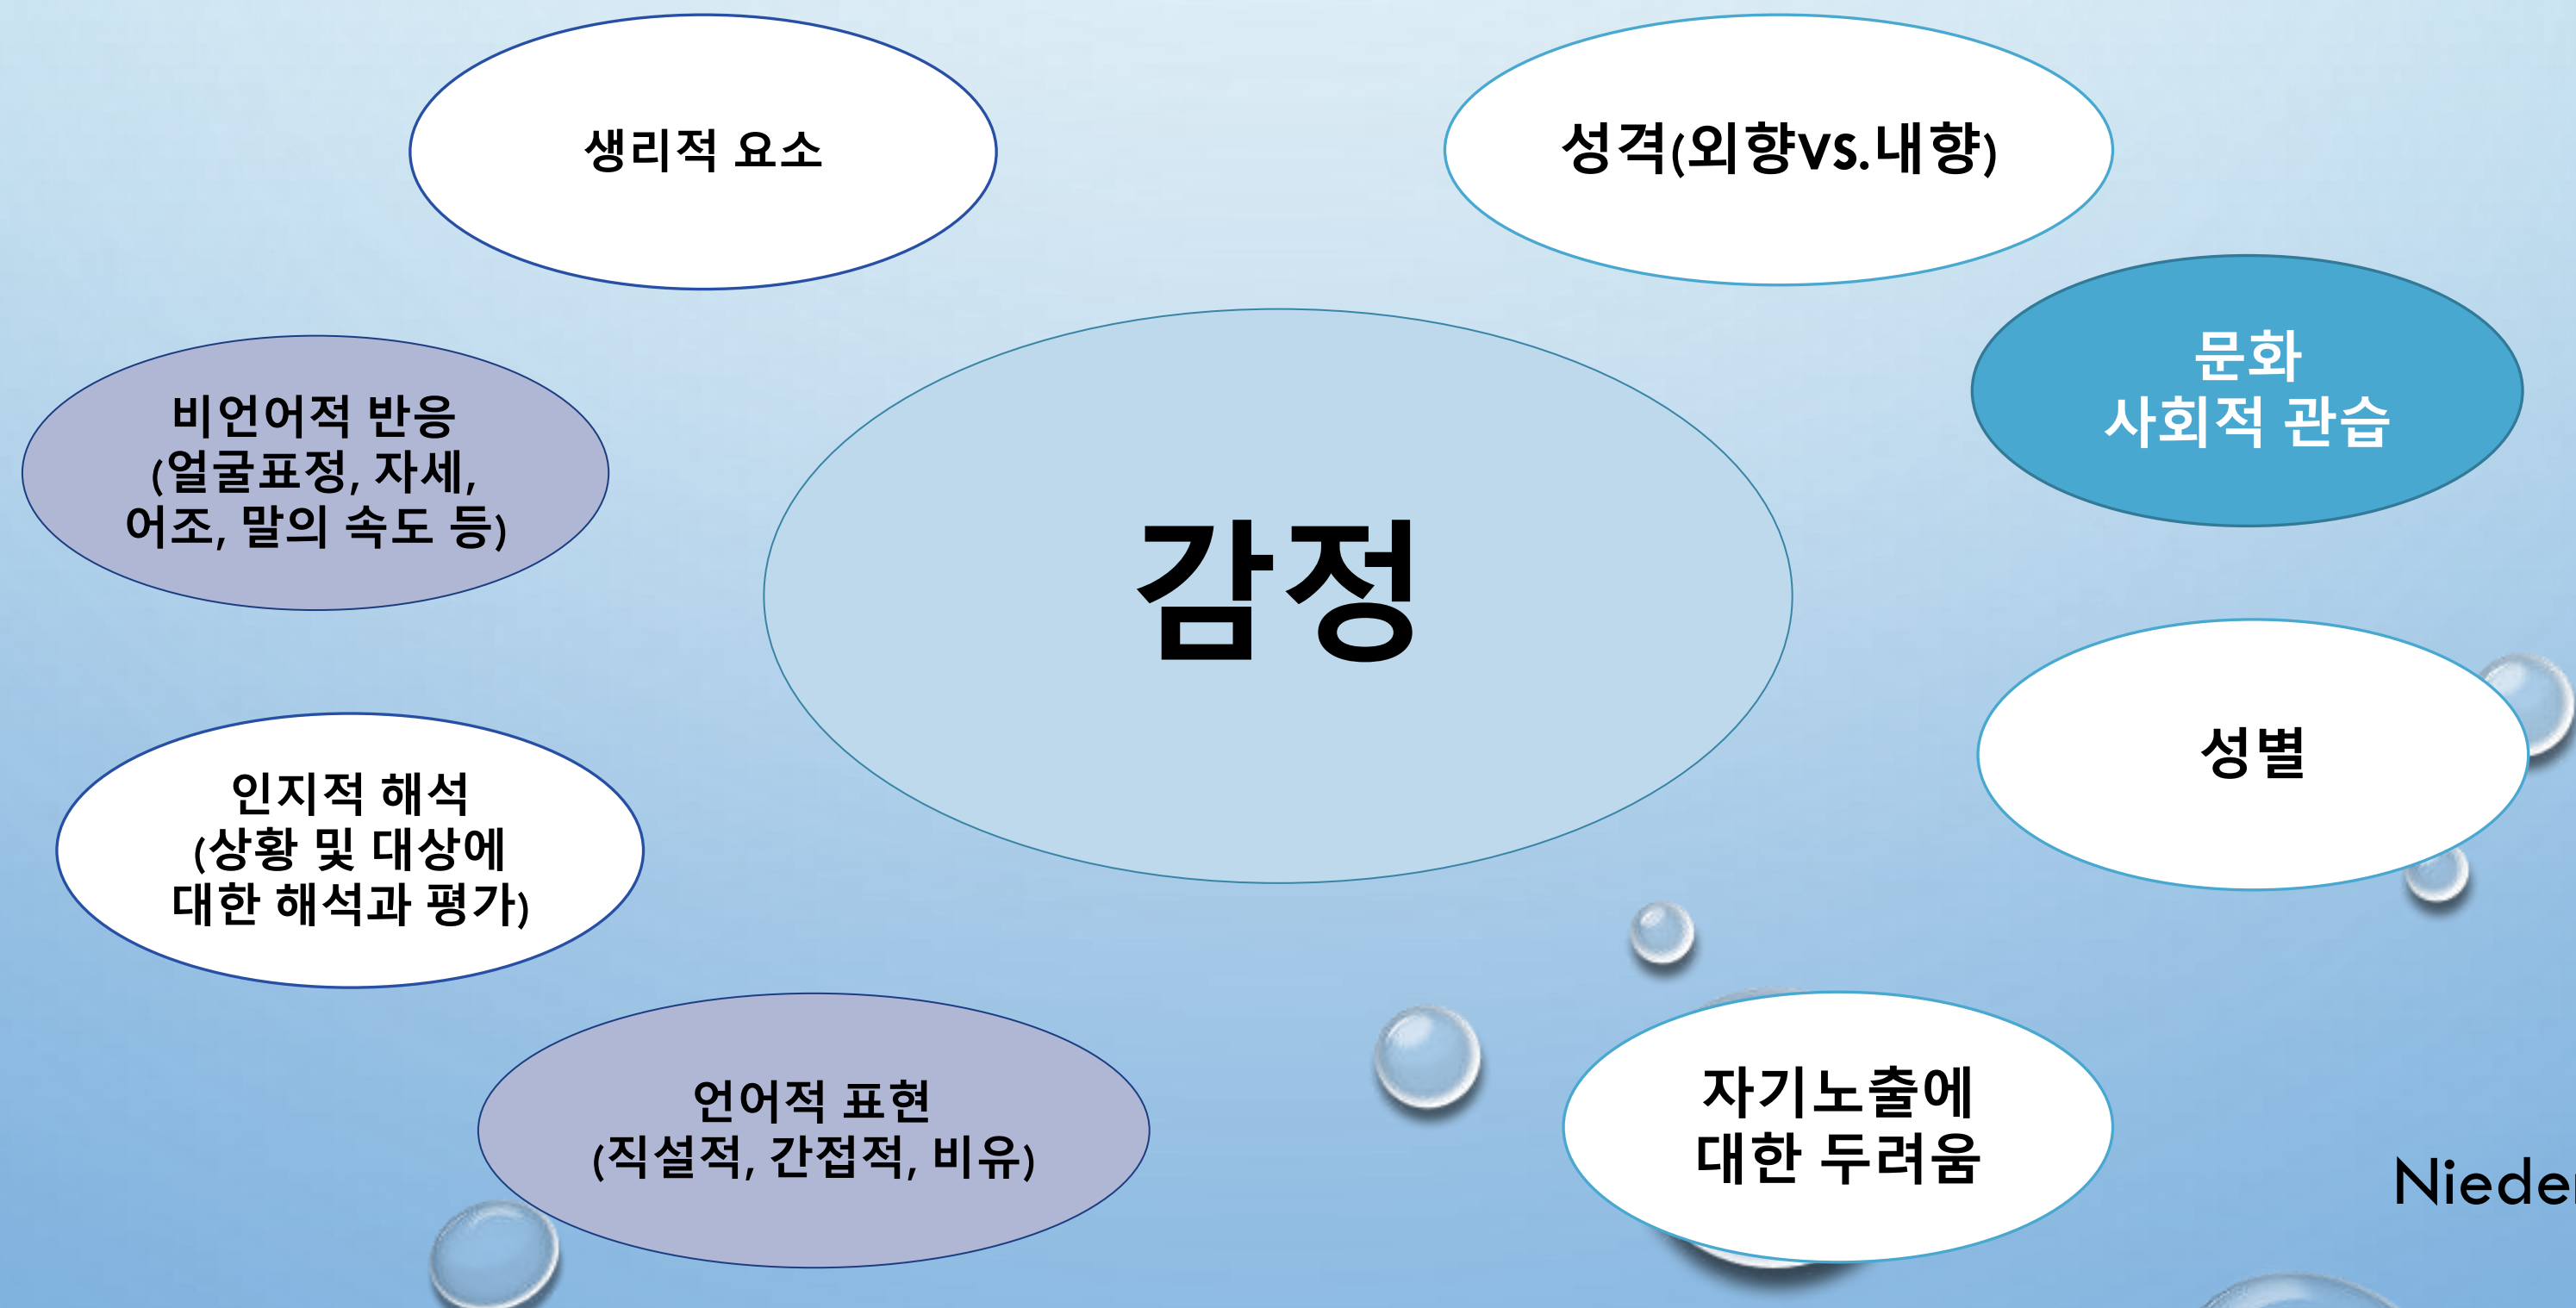 생리적 요소
성격(외향vs.내향)
문화
사회적 관습
비언어적 반응
(얼굴표정, 자세,
어조, 말의 속도 등)
감정
성별
인지적 해석
(상황 및 대상에
대한 해석과 평가)
자기노출에
대한 두려움
언어적 표현
(직설적, 간접적, 비유)